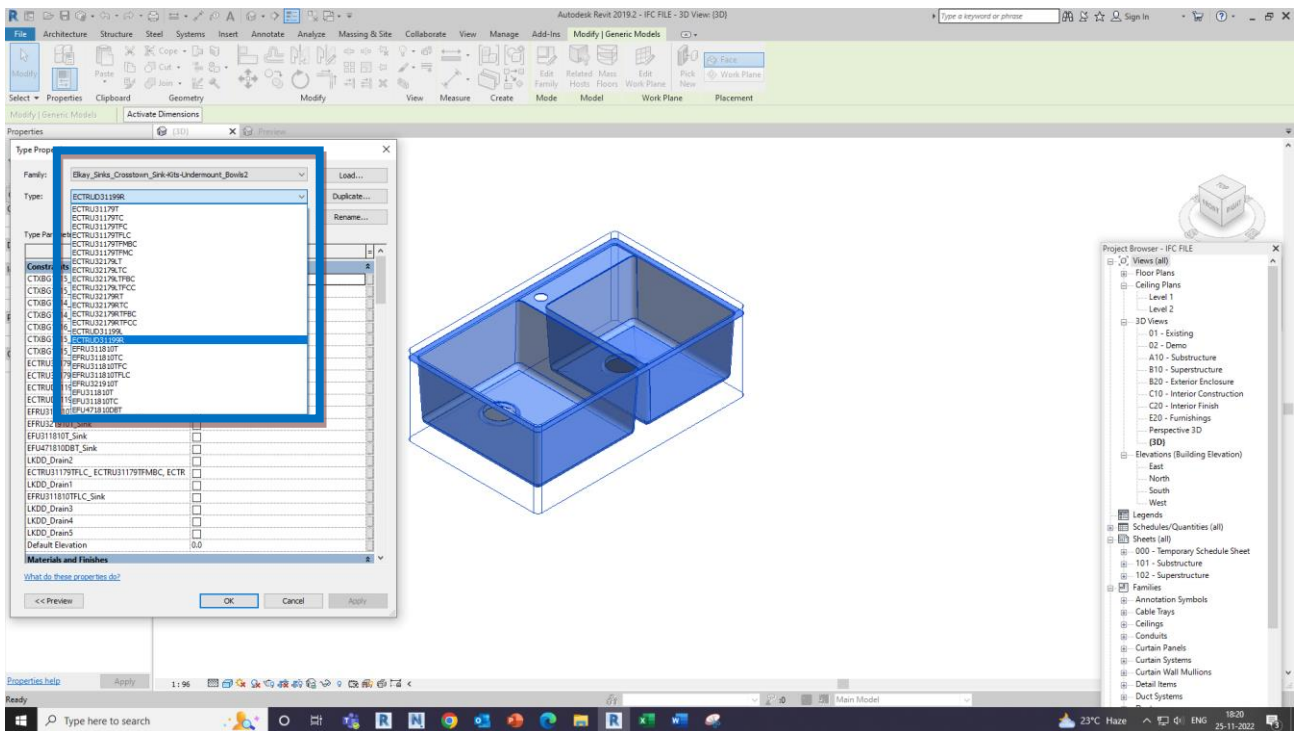 Autodesk Revit 2019.2 - IFC FILE - 3D View: {3D}
Type a keyword or phrase
Sign In
File Architecture Structure Steel Systems Insert Annotate Analyze Massing & Site Collaborate View Manage Add-Ins Modify | Generic Models
Modify
Paste
Cope
Cut
Join
Edit Family
Related Hosts
Mass Floors
Edit Work Plane
Pick New
Face
Work Plane
Select Properties Clipboard Geometry Modify View Measure Create Mode Model Work Plane Placement
Modify | Generic Models Activate Dimensions
Properties
{3D}
Preview
Family: Elkay_Sinks_Crosstown_Sink-Kits-Undermount_Bowls2 Load...
Type: ECTRUD31199R Duplicate...
Rename...
ECTRU31179T
ECTRU31179TC
ECTRU31179TFC
ECTRU31179TFLC
ECTRU31179TFMBC
ECTRU31179TFMC
ECTRU32179LT
ECTRU32179LTC
ECTRU32179LTFBC
ECTRU32179LTFCC
ECTRU32179RT
ECTRU32179RTC
ECTRU32179RTFBC
ECTRU32179RTFCC
ECTRUD31199L
ECTRUD31199R
EFRU311810T
EFRU311810TC
EFRU311810TFC
EFRU311810TFLC
EFRU321910T
EFU311810T
EFU311810TC
EFU471810DBT
EFU311810T_Sink
EFU471810DBT_Sink
LKDD_Drain2
ECTRU31179TFLC_ ECTRU31179TFMBC, ECTR
LKDD_Drain1
EFRU311810TFLC_Sink
LKDD_Drain3
LKDD_Drain4
LKDD_Drain5
Default Elevation 0.0
Materials and Finishes
What do these properties do?
<< Preview OK Cancel Apply
TOP
FRONT
RIGHT
Project Browser - IFC FILE
Views (all)
Floor Plans
Ceiling Plans
Level 1
Level 2
3D Views
01 - Existing
02 - Demo
A10 - Substructure
B10 - Superstructure
B20 - Exterior Enclosure
C10 - Interior Construction
C20 - Interior Finish
E20 - Furnishings
Perspective 3D
{3D}
Elevations (Building Elevation)
East
North
South
West
Legends
Schedules/Quantities (all)
Sheets (all)
000 - Temporary Schedule Sheet
101 - Substructure
102 - Superstructure
Families
Annotation Symbols
Cable Trays
Ceilings
Conduits
Curtain Panels
Curtain Systems
Curtain Wall Mullions
Detail Items
Duct Systems
Properties help Apply
1 : 96
Ready
:0
Main Model
Type here to search
23°C Haze
ENG
18:20
25-11-2022